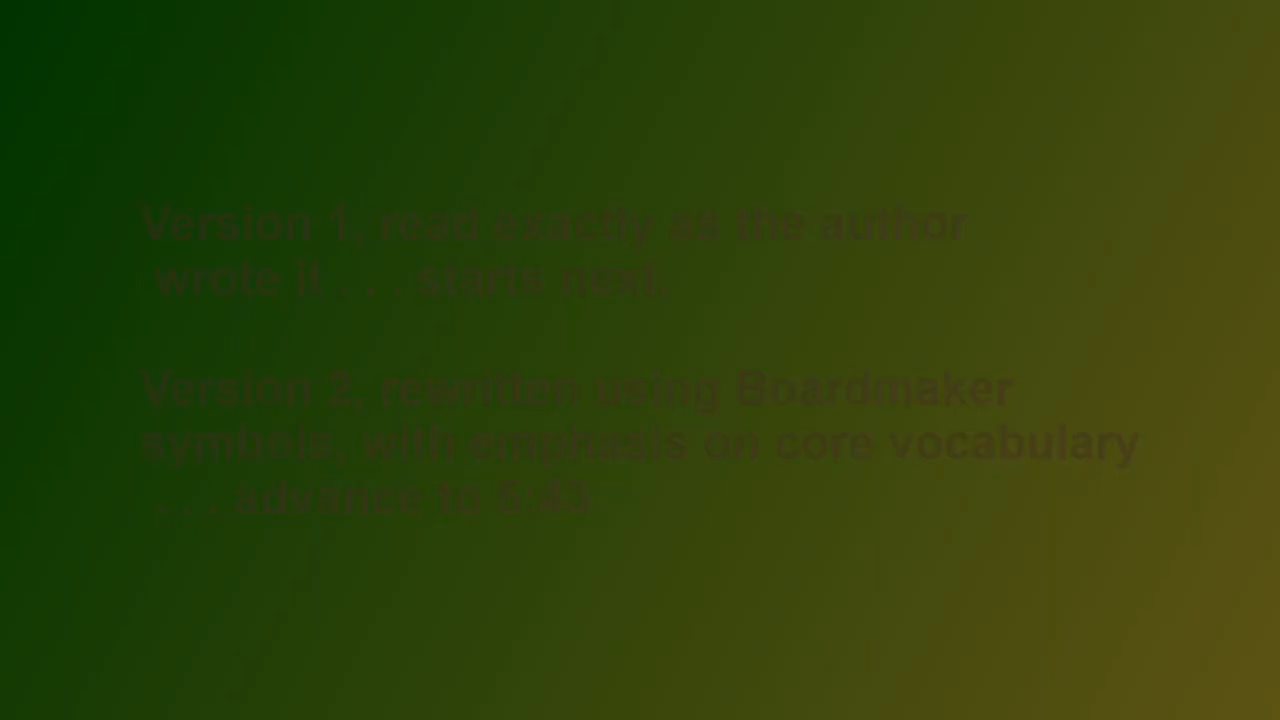 Version 1, read exactly as the author
wrote it . . . starts next.
Version 2, rewritten using Boardmaker
symbols, with emphasis on core vocabulary
. . . advance to 5:43